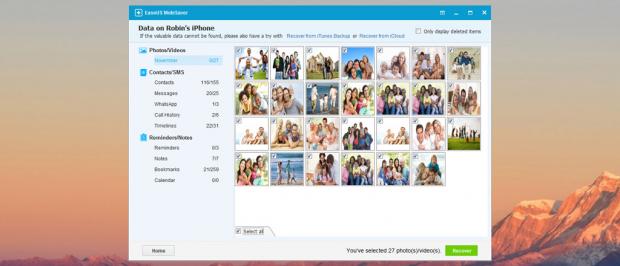 EaseUS MobiSaver
Data on Robin's iPhone
If the valuable data cannot be found, please also have a try with Recover from iTunes Backup or Recover from iCloud
Only display deleted items
Photos/Videos
November 0/27
Contacts/SMS
Contacts 116/155
Messages 20/25
WhatsApp 1/3
Call History 2/6
Timelines 22/31
Reminders/Notes
Reminders 0/3
Notes 7/7
Bookmarks 21/259
Calendar 0/0
Select all
Home
You've selected 27 photo(s)/video(s).
Recover